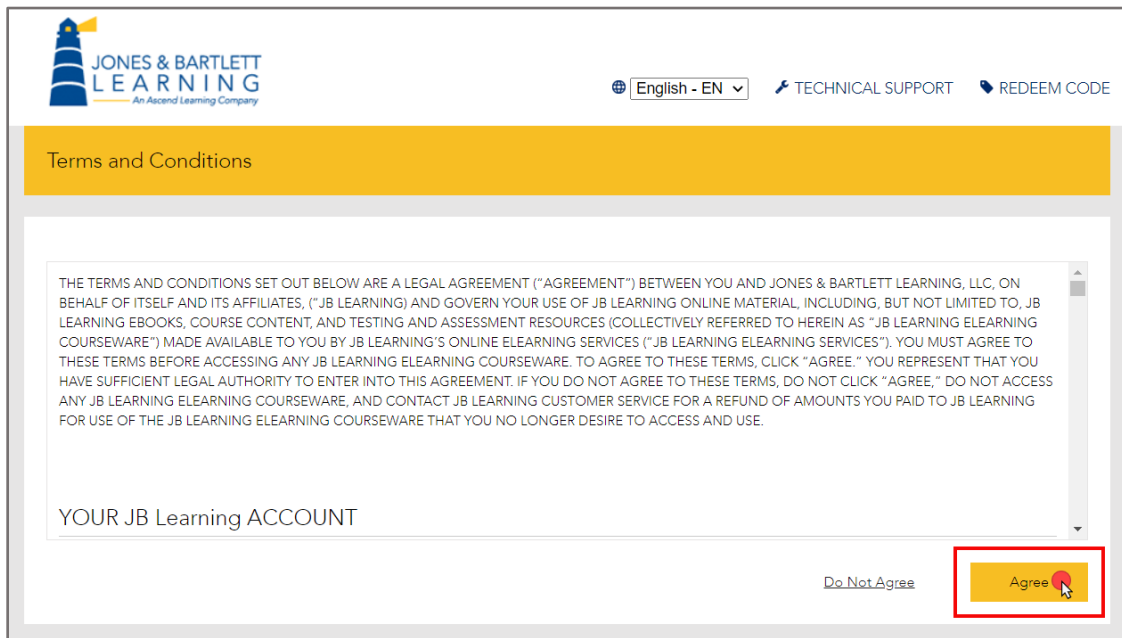 JONES & BARTLETT
LEARNING
An Ascend Learning Company
English - EN
TECHNICAL SUPPORT
REDEEM CODE
Terms and Conditions
THE TERMS AND CONDITIONS SET OUT BELOW ARE A LEGAL AGREEMENT (“AGREEMENT”) BETWEEN YOU AND JONES & BARTLETT LEARNING, LLC, ON
BEHALF OF ITSELF AND ITS AFFILIATES, (“JB LEARNING) AND GOVERN YOUR USE OF JB LEARNING ONLINE MATERIAL, INCLUDING, BUT NOT LIMITED TO, JB
LEARNING EBOOKS, COURSE CONTENT, AND TESTING AND ASSESSMENT RESOURCES (COLLECTIVELY REFERRED TO HEREIN AS “JB LEARNING ELEARNING
COURSEWARE”) MADE AVAILABLE TO YOU BY JB LEARNING’S ONLINE ELEARNING SERVICES (“JB LEARNING ELEARNING SERVICES”). YOU MUST AGREE TO
THESE TERMS BEFORE ACCESSING ANY JB LEARNING ELEARNING COURSEWARE. TO AGREE TO THESE TERMS, CLICK “AGREE.” YOU REPRESENT THAT YOU
HAVE SUFFICIENT LEGAL AUTHORITY TO ENTER INTO THIS AGREEMENT. IF YOU DO NOT AGREE TO THESE TERMS, DO NOT CLICK “AGREE,” DO NOT ACCESS
ANY JB LEARNING ELEARNING COURSEWARE, AND CONTACT JB LEARNING CUSTOMER SERVICE FOR A REFUND OF AMOUNTS YOU PAID TO JB LEARNING
FOR USE OF THE JB LEARNING ELEARNING COURSEWARE THAT YOU NO LONGER DESIRE TO ACCESS AND USE.
YOUR JB Learning ACCOUNT
Do Not Agree
Agree